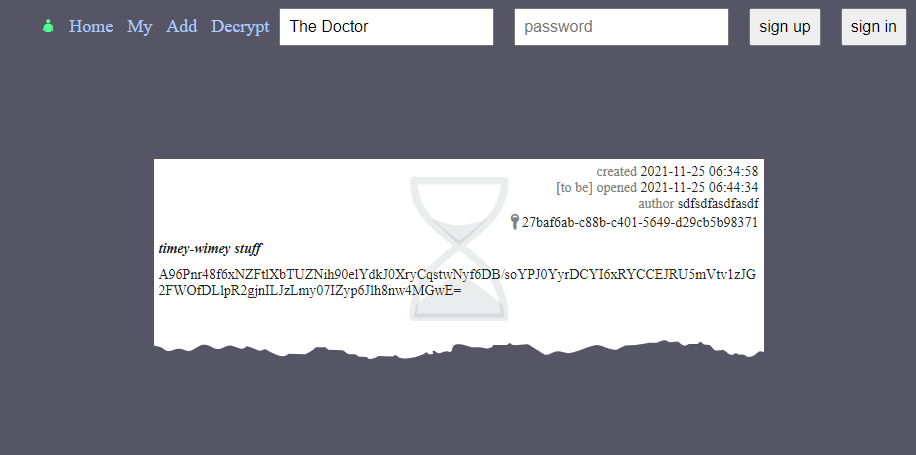 Home My Add Decrypt The Doctor password sign up sign in
created 2021-11-25 06:34:58
[to be] opened 2021-11-25 06:44:34
author sdfsdfasdfasdf
27baf6ab-c88b-c401-5649-d29cb5b98371
timey-wimey stuff
A96Pnr48f6xNZFtlXbTUZNih90elYdkJ0XryCqstwNyf6DB/soYPJ0YyrDCYI6xRYCCEJRU5mVtv1zJG
2FWOfDLlpR2gjnILJzLmy07IZyp6Jlh8nw4MGwE=